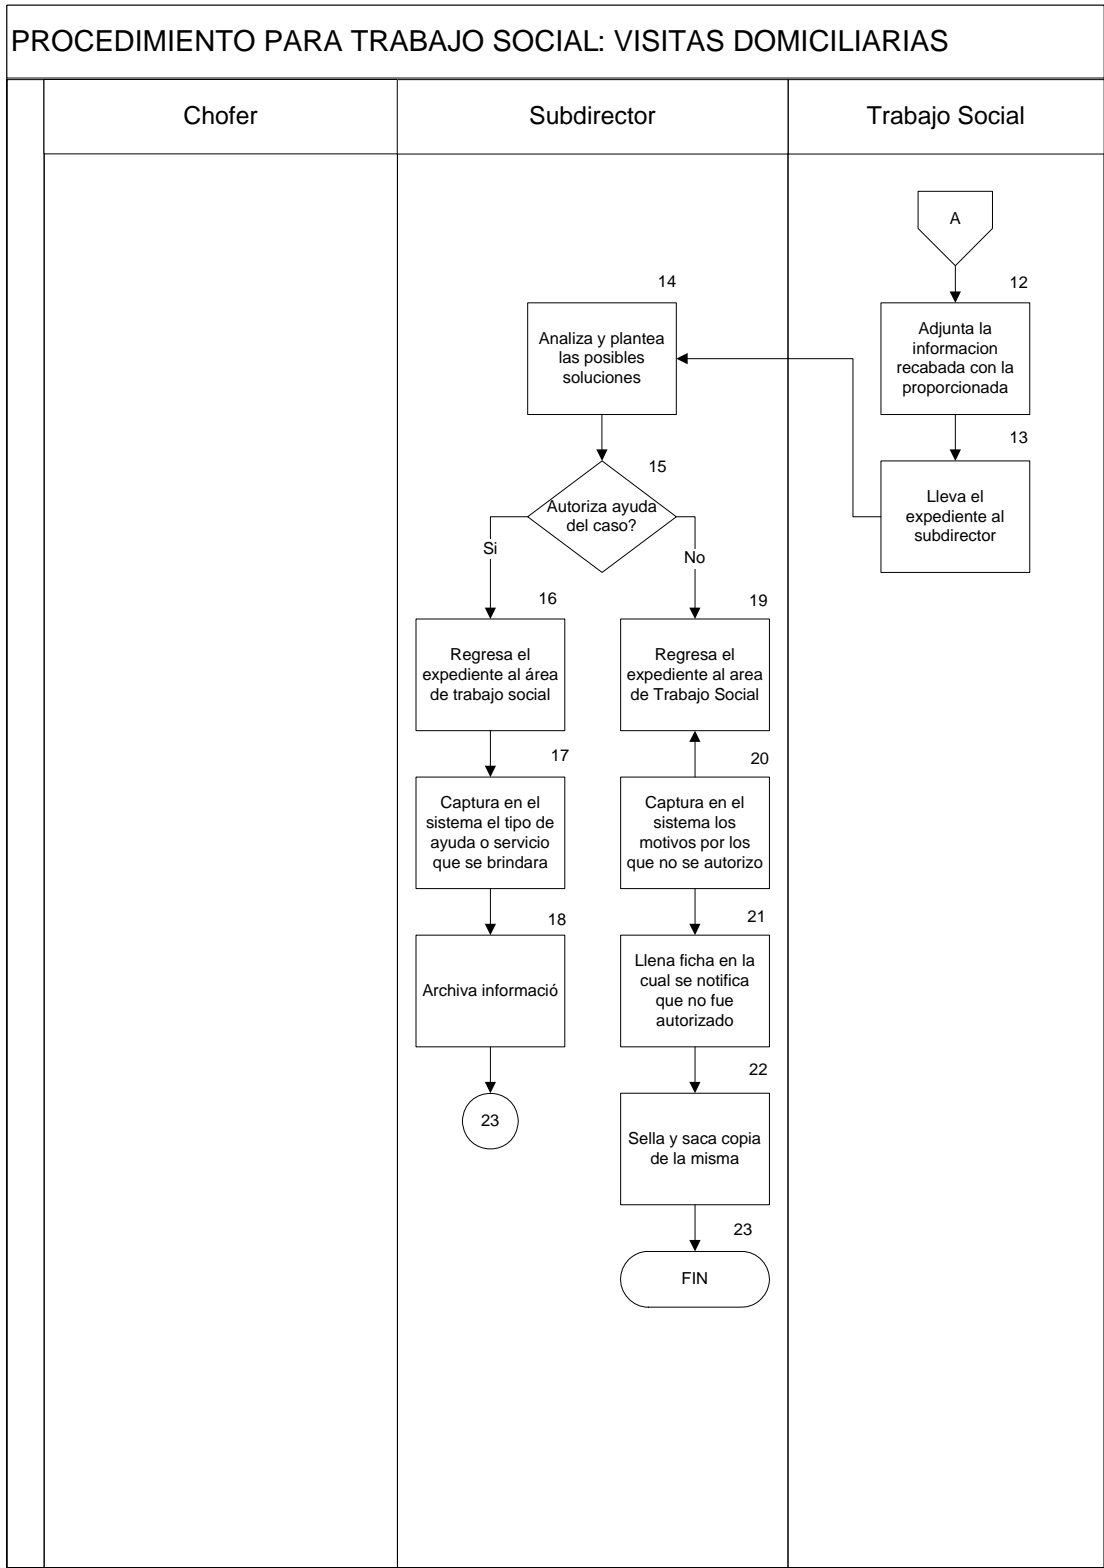 PROCEDIMIENTO PARA TRABAJO SOCIAL: VISITAS DOMICILIARIAS
Chofer
Subdirector
Trabajo Social
A
12
Adjunta la
informacion
recabada con la
proporcionada
13
Lleva el
expediente al
subdirector
14
Analiza y plantea
las posibles
soluciones
15
Autoriza ayuda
del caso?
Si
No
16
Regresa el
expediente al área
de trabajo social
17
Captura en el
sistema el tipo de
ayuda o servicio
que se brindara
18
Archiva informació
23
19
Regresa el
expediente al area
de Trabajo Social
20
Captura en el
sistema los
motivos por los
que no se autorizo
21
Llena ficha en la
cual se notifica
que no fue
autorizado
22
Sella y saca copia
de la misma
23
FIN